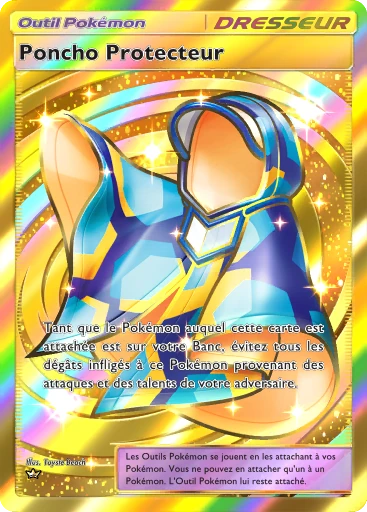 Outil Pokémon
DRESSEUR
Poncho Protecteur
Tant que le Pokémon auquel cette carte est
attachée est sur votre Banc, évitez tous les
dégâts infligés à ce Pokémon provenant des
attaques et des talents de votre adversaire.
Illus. Toyste Beach
Les Outils Pokémon se jouent en les attachant à vos
Pokémon. Vous ne pouvez en attacher qu'un à un
Pokémon. L'Outil Pokémon lui reste attaché.